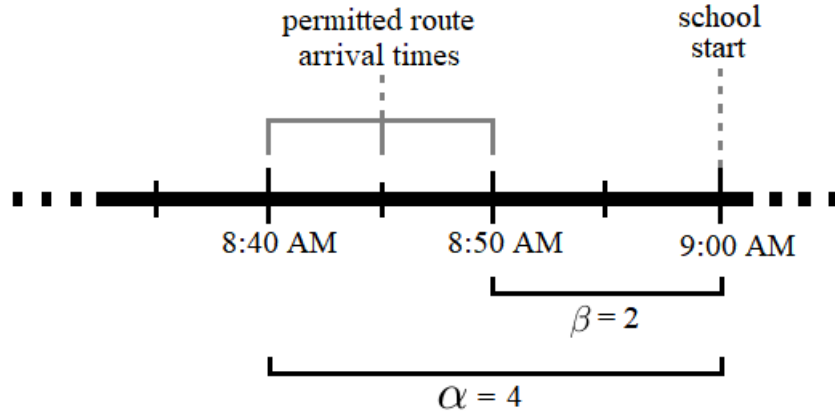 permitted route
arrival times
school
start
8:40 AM
8:50 AM
9:00 AM
β = 2
α = 4